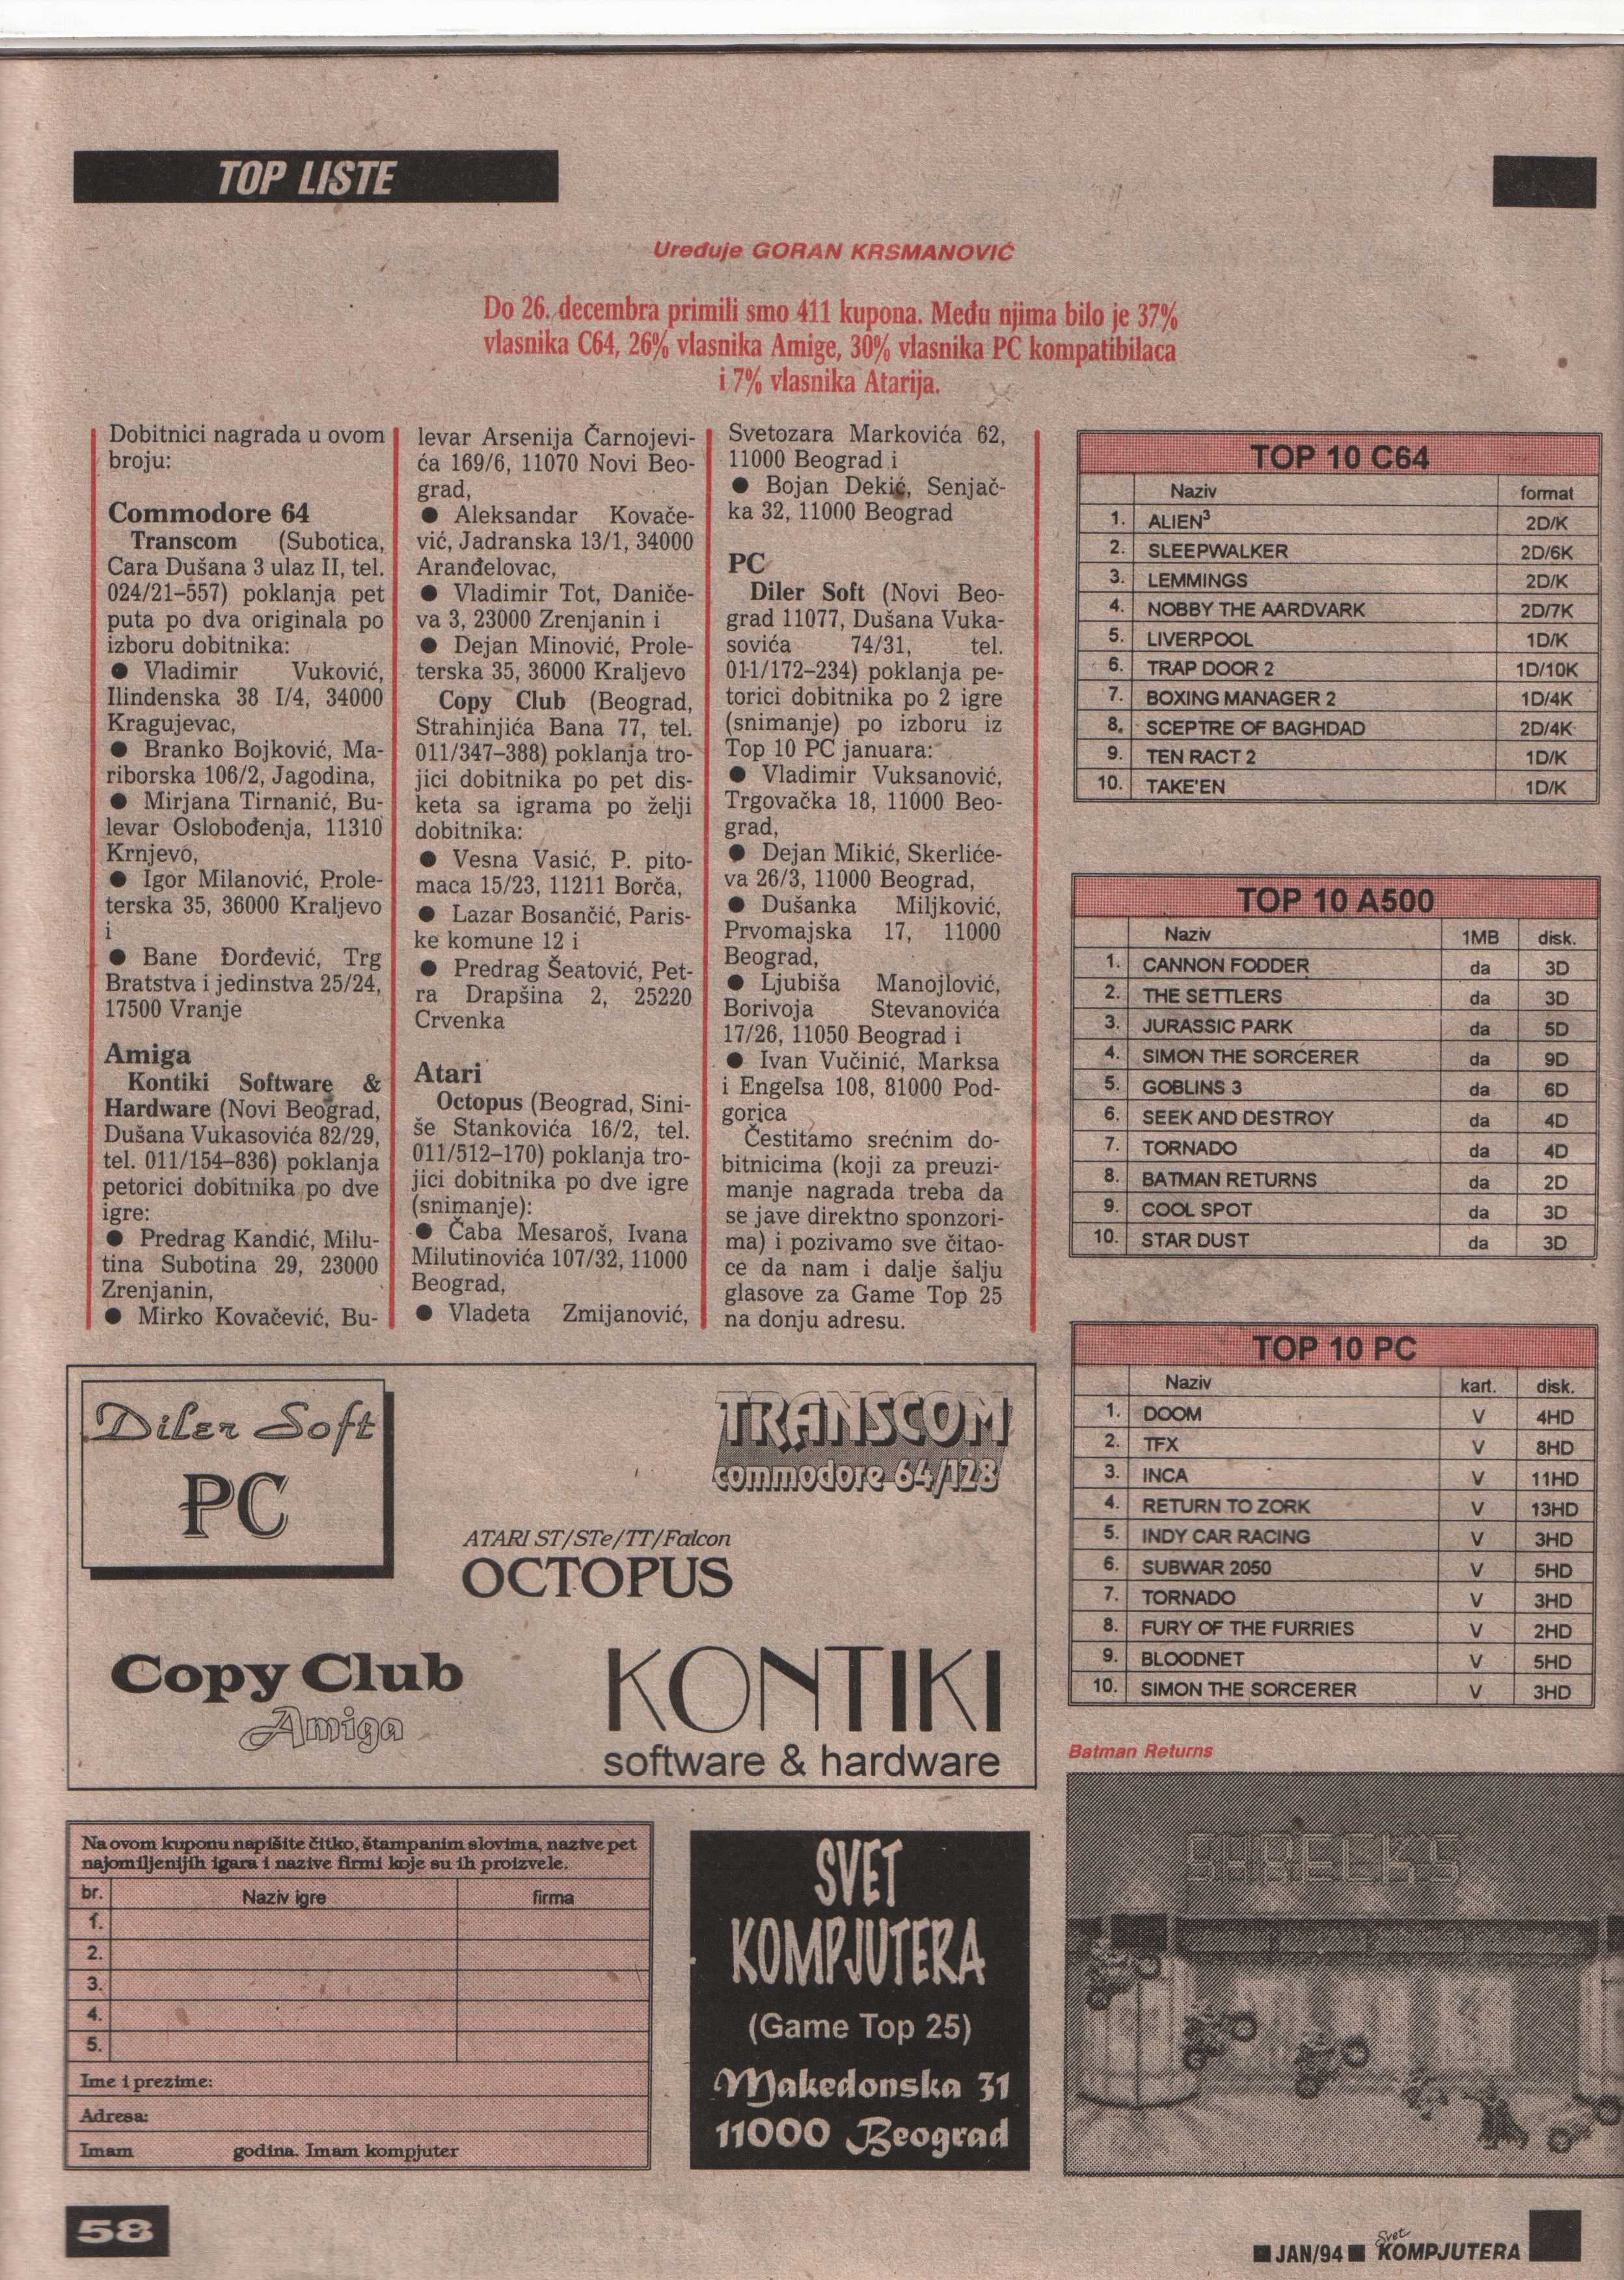 TOP LISTE
Uređuje GORAN KRSMANOVIĆ
Do 26. decembra primili smo 411 kupona. Među njima bilo je 37%
vlasnika C64, 26% vlasnika Amige, 30% vlasnika PC kompatibilaca
i 7% vlasnika Atarija.
Dobitnici nagrada u ovom
broju:
Commodore 64
Transcom (Subotica,
Cara Dušana 3 ulaz II, tel.
024/21–557) poklanja pet
puta po dva originala po
izboru dobitnika:
● Vladimir Vuković,
Ilindenska 38 I/4, 34000
Kragujevac,
● Branko Bojković, Ma-
riborska 106/2, Jagodina,
● Mirjana Tirnanić, Bu-
levar Oslobođenja, 11310
Krnjevo,
● Igor Milanović, Prole-
terska 35, 36000 Kraljevo
i
● Bane Đorđević, Trg
Bratstva i jedinstva 25/24,
17500 Vranje
Amiga
Kontiki Software &
Hardware (Novi Beograd,
Dušana Vukasovića 82/29,
tel. 011/154–836) poklanja
petorici dobitnika po dve
igre:
● Predrag Kandić, Milu-
tina Subotina 29, 23000
Zrenjanin,
● Mirko Kovačević, Bu-
levar Arsenija Čarnojevi-
ća 169/6, 11070 Novi Beo-
grad,
● Aleksandar Kovače-
vić, Jadranska 13/1, 34000
Aranđelovac,
● Vladimir Tot, Daniče-
va 3, 23000 Zrenjanin i
● Dejan Minović, Prole-
terska 35, 36000 Kraljevo
Copy Club (Beograd,
Strahinjića Bana 77, tel.
011/347–388) poklanja tro-
jici dobitnika po pet dis-
keta sa igrama po želji
dobitnika:
● Vesna Vasić, P. pito-
maca 15/23, 11211 Borča,
● Lazar Bosančić, Paris-
ke komune 12 i
● Predrag Šeatović, Pet-
ra Drapšina 2, 25220
Crvenka
Atari
Octopus (Beograd, Sini-
še Stankovića 16/2, tel.
011/512–170) poklanja tro-
jici dobitnika po dve igre
(snimanje):
● Čaba Mesaroš, Ivana
Milutinovića 107/32, 11000
Beograd,
● Vladeta Zmijanović,
Svetozara Markovića 62,
11000 Beograd i
● Bojan Dekić, Senjač-
ka 32, 11000 Beograd
PC
Diler Soft (Novi Beo-
grad 11077, Dušana Vuka-
sovića 74/31, tel.
011/172–234) poklanja pe-
torici dobitnika po 2 igre
(snimanje) po izboru iz
Top 10 PC januara:
● Vladimir Vuksanović,
Trgovačka 18, 11000 Beo-
grad,
● Dejan Mikić, Skerliće-
va 26/3, 11000 Beograd,
● Dušanka Miljković,
Prvomajska 17, 11000
Beograd,
● Ljubiša Manojlović,
Borivoja Stevanovića
17/26, 11050 Beograd i
● Ivan Vučinić, Marksa
i Engelsa 108, 81000 Pod-
gorica
Čestitamo srećnim do-
bitnicima (koji za preuzi-
manje nagrada treba da
se jave direktno sponzori-
ma) i pozivamo sve čitao-
ce da nam i dalje šalju
glasove za Game Top 25
na donju adresu.
TOP 10 C64
Naziv format
1. ALIEN³ 2D/K
2. SLEEPWALKER 2D/6K
3. LEMMINGS 2D/K
4. NOBBY THE AARDVARK 2D/7K
5. LIVERPOOL 1D/K
6. TRAP DOOR 2 1D/10K
7. BOXING MANAGER 2 1D/4K
8. SCEPTRE OF BAGHDAD 2D/4K
9. TEN RACT 2 1D/K
10. TAKE'EN 1D/K
TOP 10 A500
Naziv 1MB disk.
1. CANNON FODDER da 3D
2. THE SETTLERS da 3D
3. JURASSIC PARK da 5D
4. SIMON THE SORCERER da 9D
5. GOBLINS 3 da 6D
6. SEEK AND DESTROY da 4D
7. TORNADO da 4D
8. BATMAN RETURNS da 2D
9. COOL SPOT da 3D
10. STAR DUST da 3D
TOP 10 PC
Naziv kart. disk.
1. DOOM V 4HD
2. TFX V 8HD
3. INCA V 11HD
4. RETURN TO ZORK V 13HD
5. INDY CAR RACING V 3HD
6. SUBWAR 2050 V 5HD
7. TORNADO V 3HD
8. FURY OF THE FURRIES V 2HD
9. BLOODNET V 5HD
10. SIMON THE SORCERER V 3HD
Diler Soft
PC
TRANSCOM
commodore 64/128
ATARI ST/STe/TT/Falcon
OCTOPUS
Copy Club
Amiga
KONTIKI
software & hardware
Batman Returns
SHRECK'S
Na ovom kuponu napišite čitko, štampanim slovima, nazive pet
najomiljenijih igara i nazive firmi koje su ih proizvele.
br. Naziv igre firma
1.
2.
3.
4.
5.
Ime i prezime:
Adresa:
Imam godina. Imam kompjuter
SVET
KOMPJUTERA
(Game Top 25)
Makedonska 31
11000 Beograd
58
JAN/94 Svet KOMPJUTERA